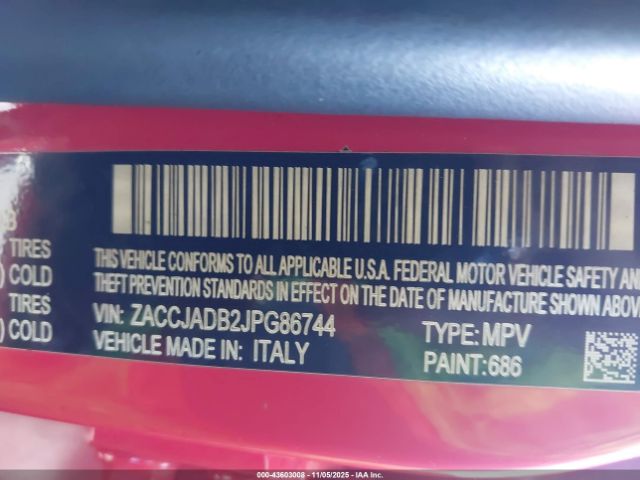 B
TIRES
) COLD
TIRES
) COLD
THIS VEHICLE CONFORMS TO ALL APPLICABLE U.S.A. FEDERAL MOTOR VEHICLE SAFETY AND
THEFT PREVENTION STANDARDS IN EFFECT ON THE DATE OF MANUFACTURE SHOWN ABOVE
VIN: ZACCJADB2JPG86744 TYPE: MPV
VEHICLE MADE IN: ITALY PAINT:686
000-43603008 - 11/05/2025 - IAA Inc.